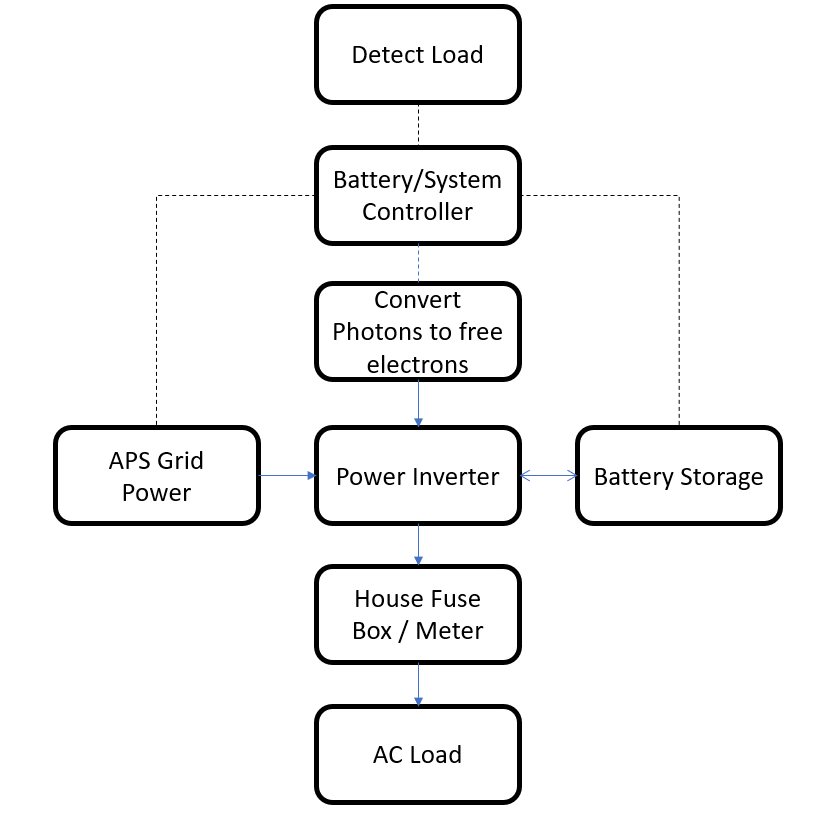 Detect Load
Battery/System
Controller
Convert
Photons to free
electrons
APS Grid
Power
Power Inverter
Battery Storage
House Fuse
Box / Meter
AC Load